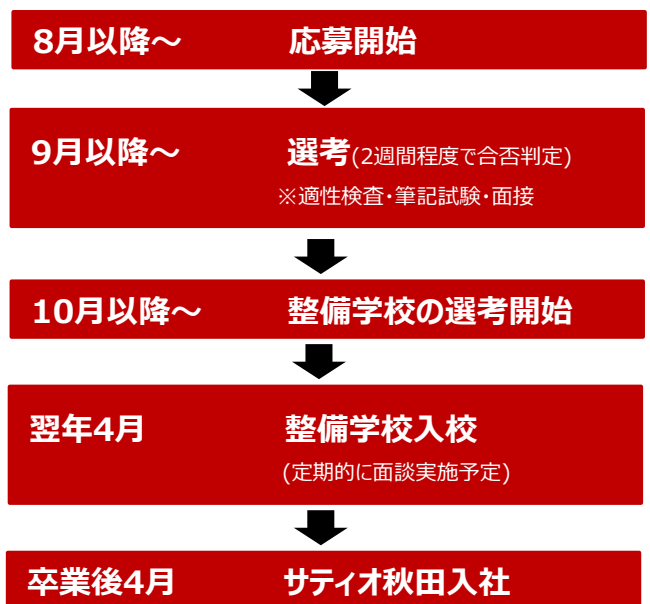 8月以降～ 応募開始
9月以降～ 選考(2週間程度で合否判定)
※適性検査・筆記試験・面接
10月以降～ 整備学校の選考開始
翌年4月 整備学校入校
(定期的に面談実施予定)
卒業後4月 サティオ秋田入社